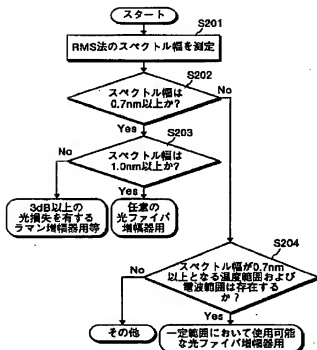 スタート
S201
RMS法のスペクトル幅を測定
S202
スペクトル幅は
0.7nm以上か?
No
Yes
S203
スペクトル幅は
1.0nm以上か?
No
Yes
3dB以上の
光損失を有する
ラマン増幅器用等
任意の
光ファイバ
増幅器用
S204
スペクトル幅が0.7nm
以上となる温度範囲および
電波範囲は存在する
か?
No
Yes
その他
一定範囲において使用可能
な光ファイバ増幅器用